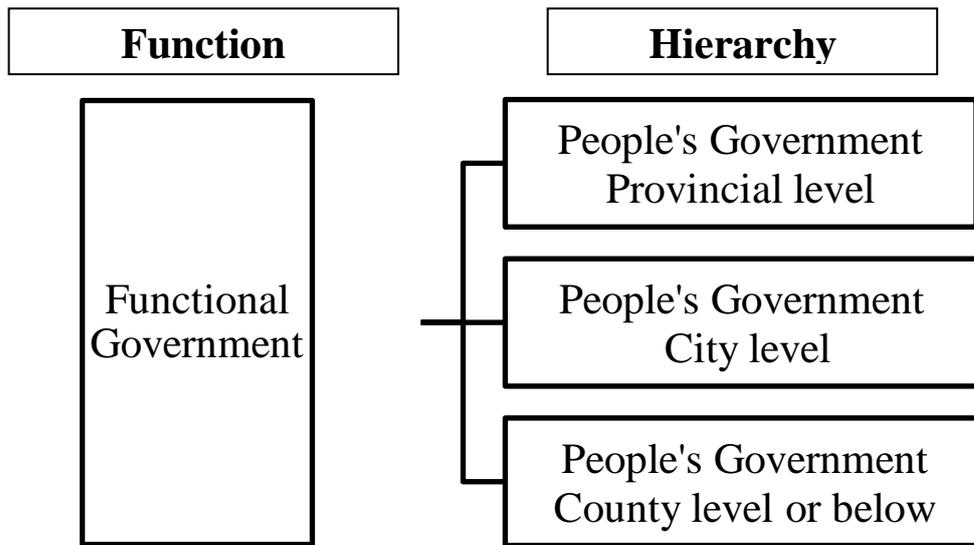 Function
Hierarchy
Functional
Government
People's Government
Provincial level
People's Government
City level
People's Government
County level or below